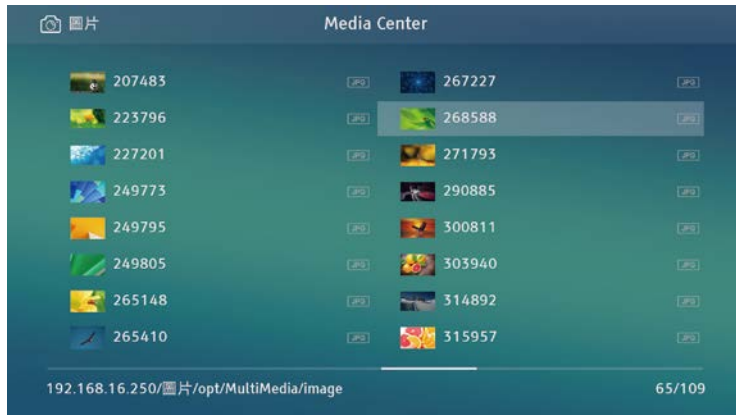 圖片
Media Center
207483 JPG
223796 JPG
227201 JPG
249773 JPG
249795 JPG
249805 JPG
265148 JPG
265410 JPG
267227 JPG
268588 JPG
271793 JPG
290885 JPG
300811 JPG
303940 JPG
314892 JPG
315957 JPG
192.168.16.250/圖片/opt/MultiMedia/image
65/109